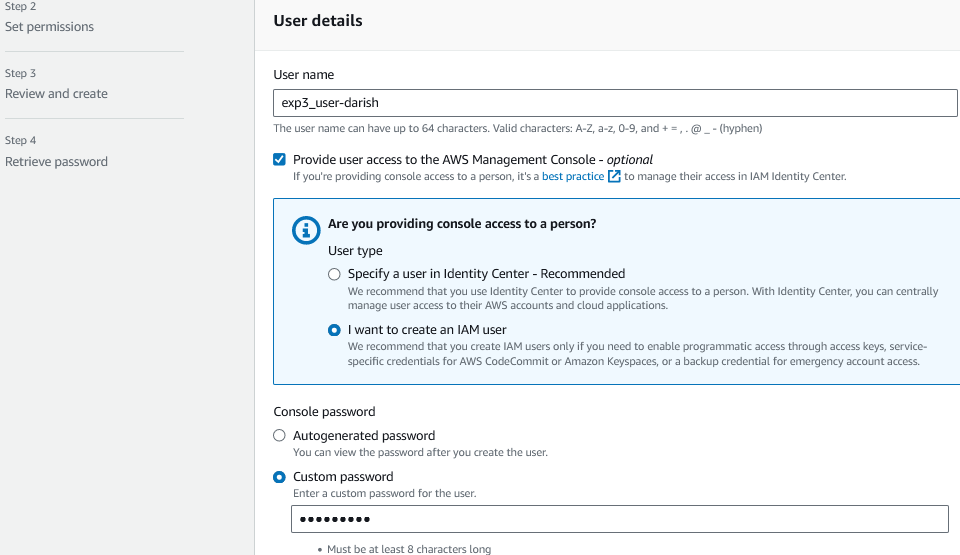 Step 2
Set permissions
Step 3
Review and create
Step 4
Retrieve password
User details
User name
exp3_user-darish
The user name can have up to 64 characters. Valid characters: A-Z, a-z, 0-9, and + = , . @ _ - (hyphen)
Provide user access to the AWS Management Console - optional
If you're providing console access to a person, it's a best practice to manage their access in IAM Identity Center.
Are you providing console access to a person?
User type
Specify a user in Identity Center - Recommended
We recommend that you use Identity Center to provide console access to a person. With Identity Center, you can centrally
manage user access to their AWS accounts and cloud applications.
I want to create an IAM user
We recommend that you create IAM users only if you need to enable programmatic access through access keys, service-
specific credentials for AWS CodeCommit or Amazon Keyspaces, or a backup credential for emergency account access.
Console password
Autogenerated password
You can view the password after you create the user.
Custom password
Enter a custom password for the user.
•••••••••
• Must be at least 8 characters long